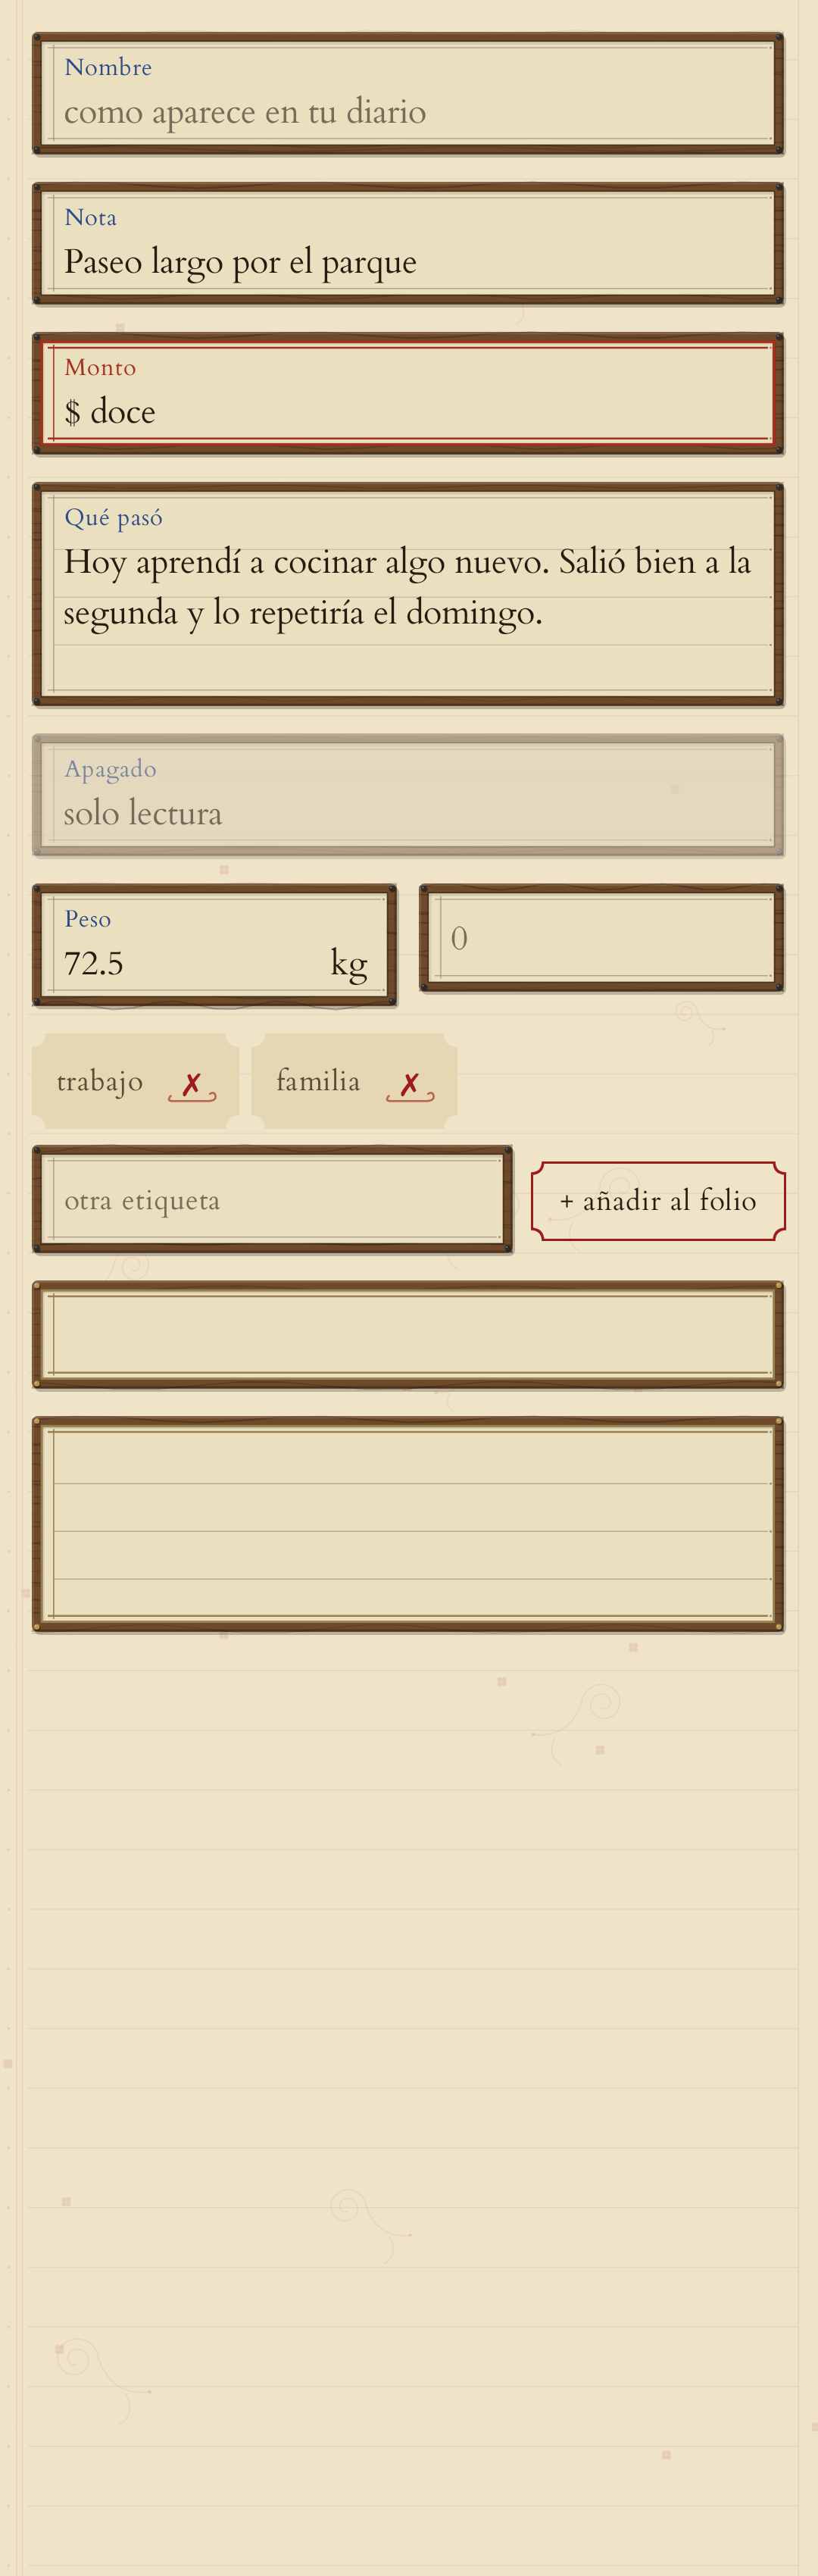 Nombre
como aparece en tu diario
Nota
Paseo largo por el parque
Monto
$ doce
Qué pasó
Hoy aprendí a cocinar algo nuevo. Salió bien a la
segunda y lo repetiría el domingo.
Apagado
solo lectura
Peso
72.5 kg
0
trabajo ✗ familia ✗
otra etiqueta
+ añadir al folio